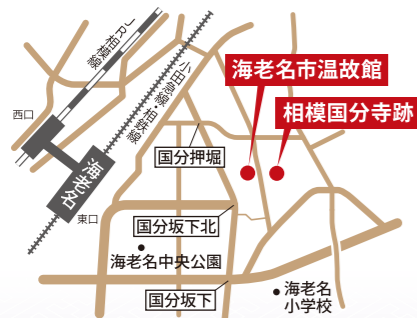 JR相模線
小田急線・相鉄線
海老名市温故館
相模国分寺跡
西口
国分押堀
海老名
東口
国分坂下北
海老名中央公園
国分坂下
海老名
小学校